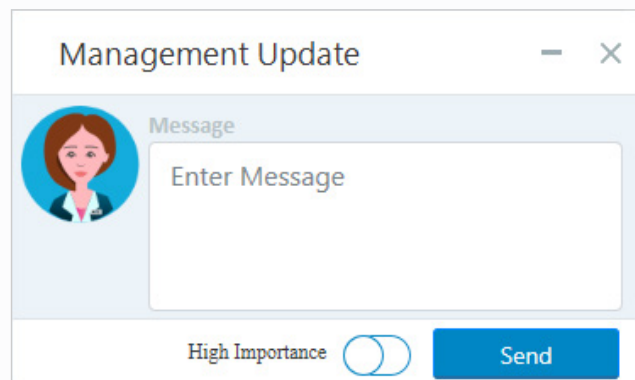 Management Update
Message
Enter Message
High Importance
Send